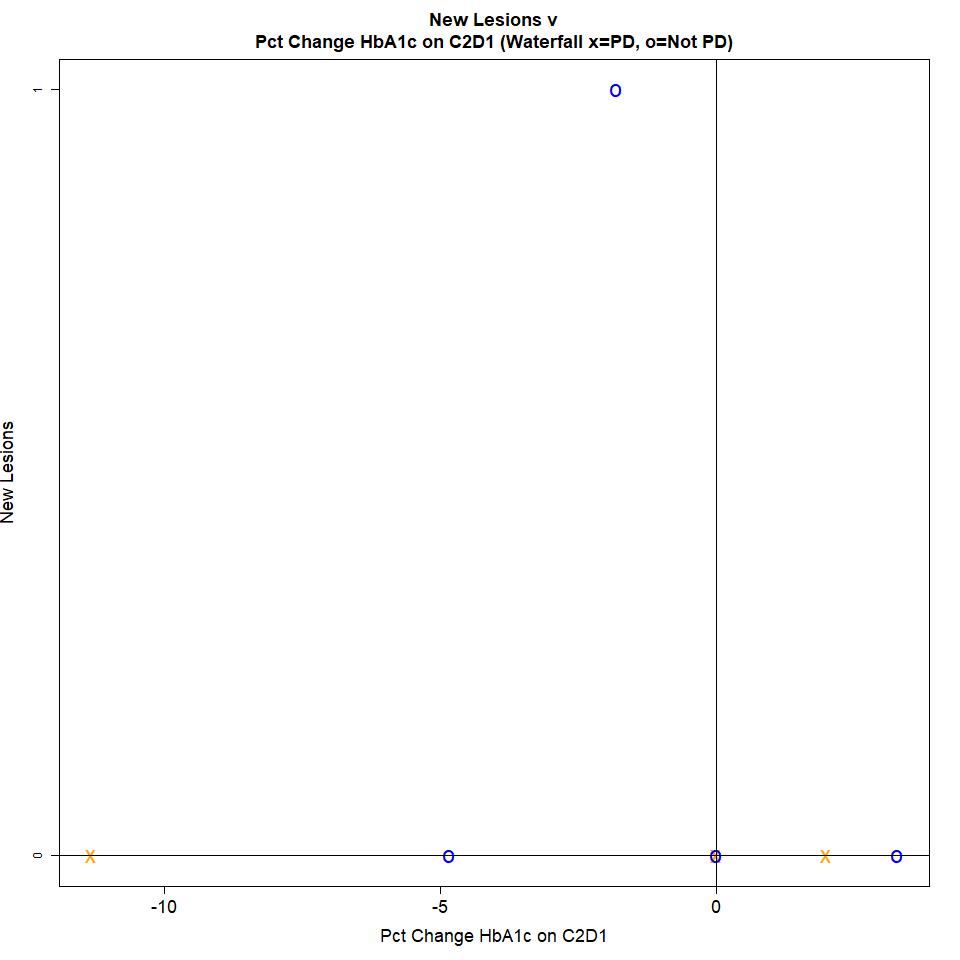 New Lesions v
Pct Change HbA1c on C2D1 (Waterfall x=PD, o=Not PD)
1
o
New Lesions
0
x
o
x
o
x
o
-10
-5
0
Pct Change HbA1c on C2D1